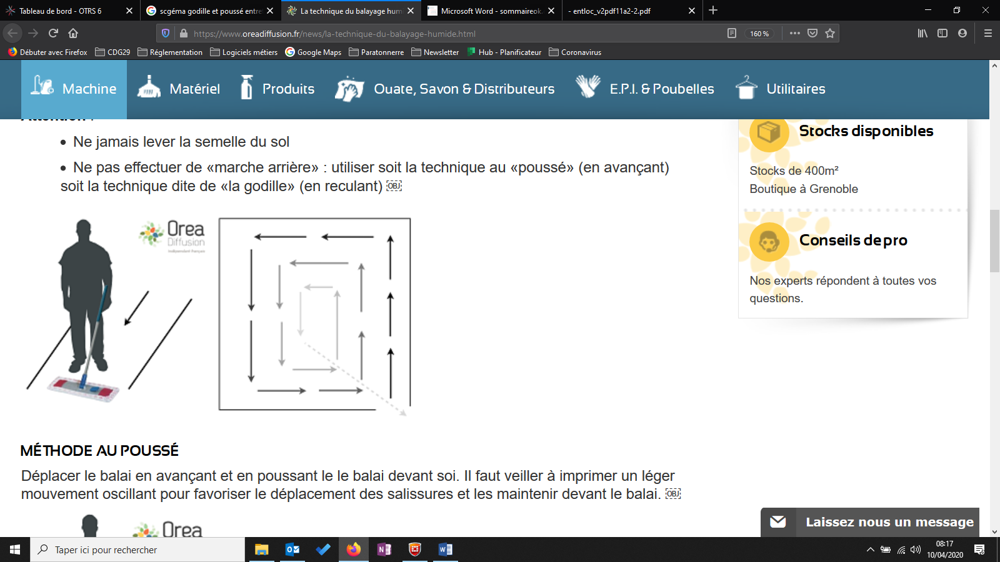 Tableau de bord - OTRS 6
scgéma godille et poussé entre
La technique du balayage hum
Microsoft Word - sommaireok.
- entloc_v2pdf11a2-2.pdf
https://www.oreadiffusion.fr/news/la-technique-du-balayage-humide.html
160 %
Débuter avec Firefox
CDG29
Réglementation
Logiciels métiers
Google Maps
Paratonnerre
Newsletter
Hub - Planificateur
Coronavirus
Machine
Matériel
Produits
Ouate, Savon & Distributeurs
E.P.I. & Poubelles
Utilitaires
Attention :
• Ne jamais lever la semelle du sol
• Ne pas effectuer de «marche arrière» : utiliser soit la technique au «poussé» (en avançant)
soit la technique dite de «la godille» (en reculant) OBJ
Orea
Diffusion
Indépendant français
Stocks disponibles
Stocks de 400m²
Boutique à Grenoble
Conseils de pro
Nos experts répondent à toutes vos
questions.
MÉTHODE AU POUSSÉ
Déplacer le balai en avançant et en poussant le le balai devant soi. Il faut veiller à imprimer un léger
mouvement oscillant pour favoriser le déplacement des salissures et les maintenir devant le balai. OBJ
Orea
Laissez nous un message
Taper ici pour rechercher
08:17
10/04/2020